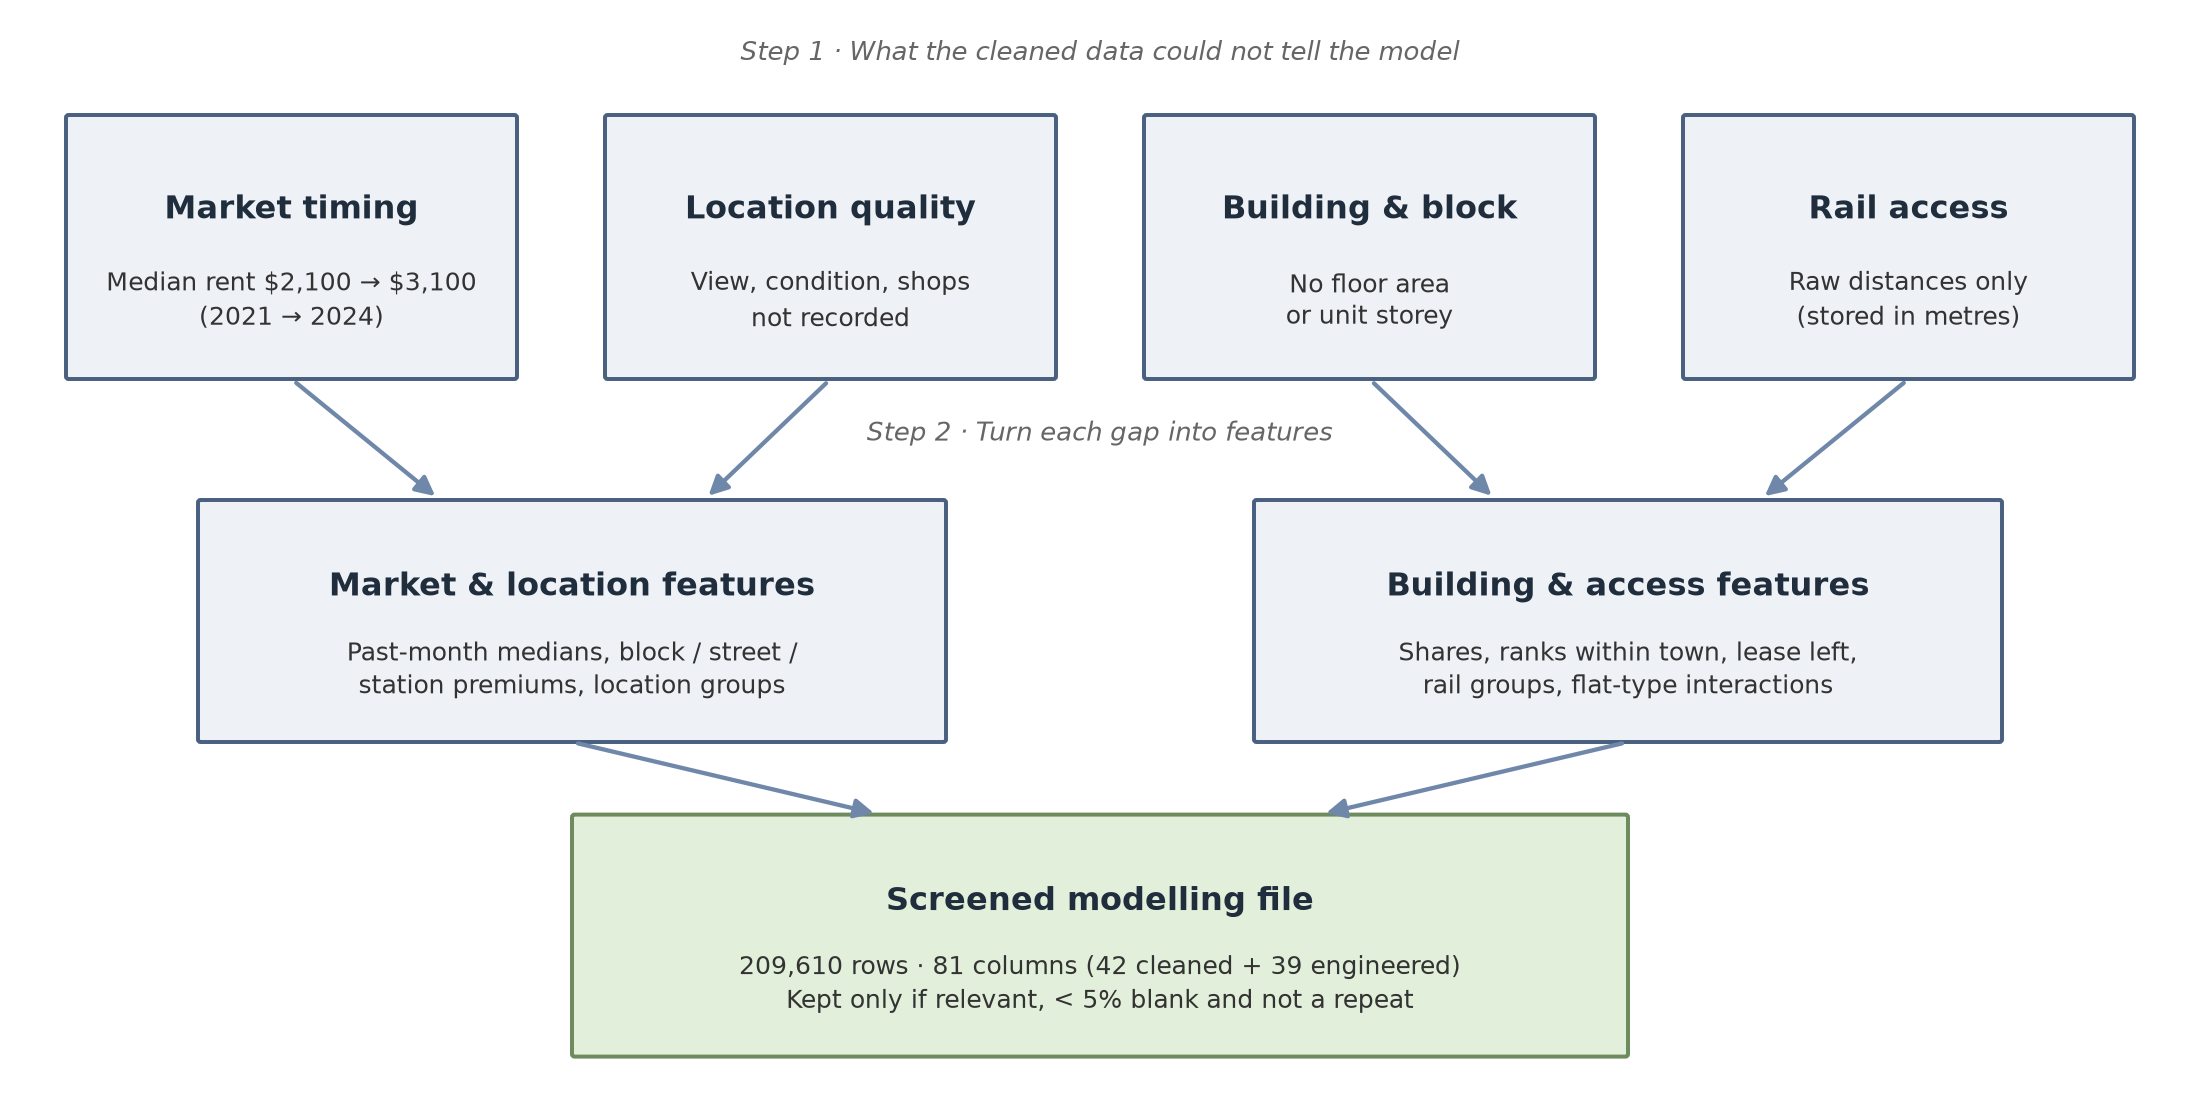 Step 1 · What the cleaned data could not tell the model
Market timing
Median rent $2,100 → $3,100
(2021 → 2024)
Location quality
View, condition, shops
not recorded
Building & block
No floor area
or unit storey
Rail access
Raw distances only
(stored in metres)
Step 2 · Turn each gap into features
Market & location features
Past-month medians, block / street /
station premiums, location groups
Building & access features
Shares, ranks within town, lease left,
rail groups, flat-type interactions
Screened modelling file
209,610 rows · 81 columns (42 cleaned + 39 engineered)
Kept only if relevant, < 5% blank and not a repeat